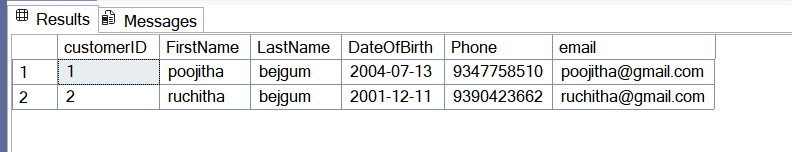 Results Messages
customerID FirstName LastName DateOfBirth Phone email
1 1 poojitha bejgum 2004-07-13 9347758510 poojitha@gmail.com
2 2 ruchitha bejgum 2001-12-11 9390423662 ruchitha@gmail.com